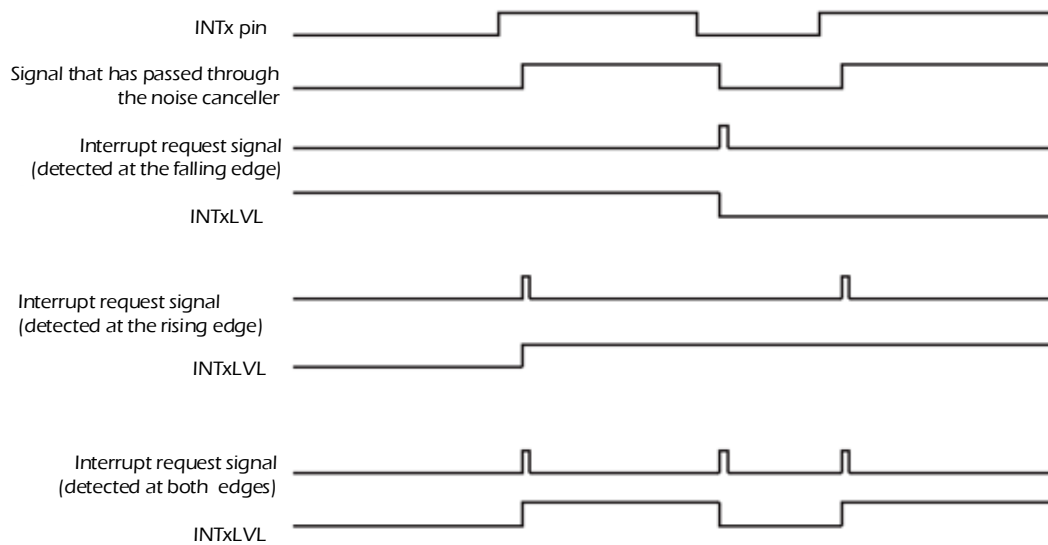 INTx pin
Signal that has passed through
the noise canceller
Interrupt request signal
(detected at the falling edge)
INTxLVL
Interrupt request signal
(detected at the rising edge)
INTxLVL
Interrupt request signal
(detected at both edges)
INTxLVL